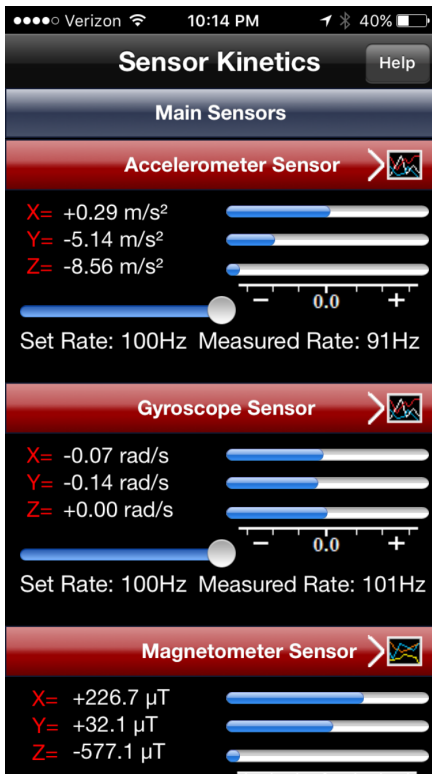 Verizon 10:14 PM 40%
Sensor Kinetics Help
Main Sensors
Accelerometer Sensor
X= +0.29 m/s²
Y= -5.14 m/s²
Z= -8.56 m/s²
− 0.0 +
Set Rate: 100Hz Measured Rate: 91Hz
Gyroscope Sensor
X= -0.07 rad/s
Y= -0.14 rad/s
Z= +0.00 rad/s
− 0.0 +
Set Rate: 100Hz Measured Rate: 101Hz
Magnetometer Sensor
X= +226.7 µT
Y= +32.1 µT
Z= -577.1 µT